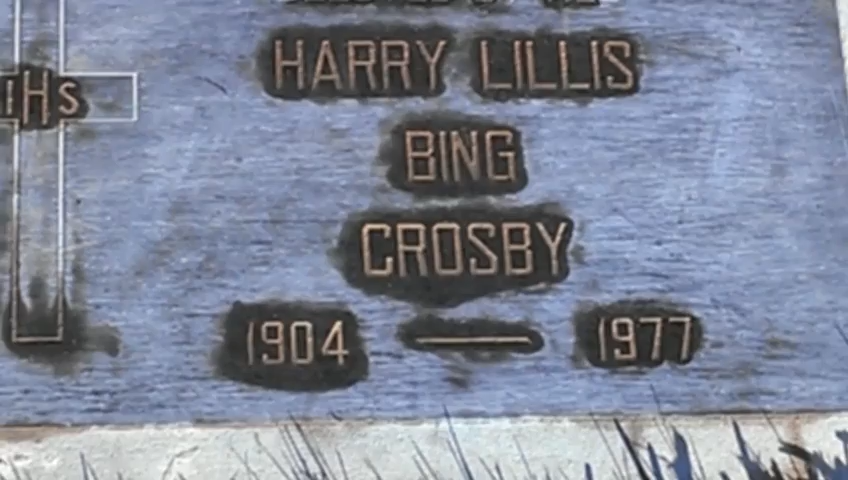 HARRY LILLIS
IHS
BING
CROSBY
1904 — 1977